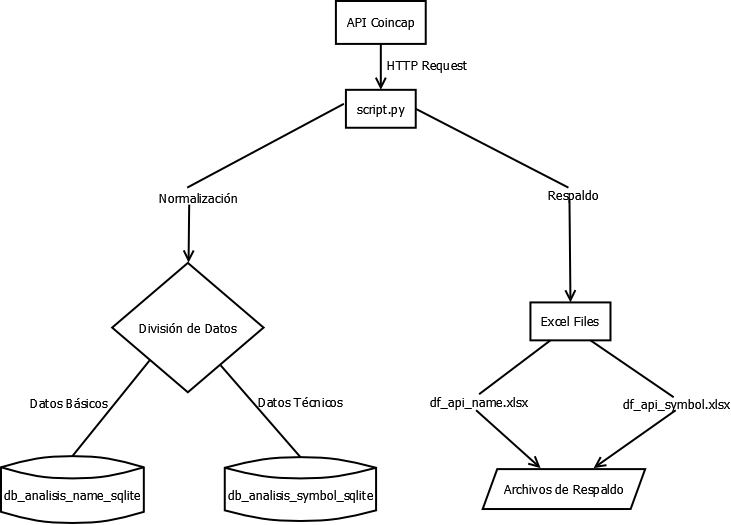 API Coincap
HTTP Request
script.py
Normalización
Respaldo
División de Datos
Excel Files
Datos Básicos
Datos Técnicos
df_api_name.xlsx
df_api_symbol.xlsx
db_analisis_name_sqlite
db_analisis_symbol_sqlite
Archivos de Respaldo